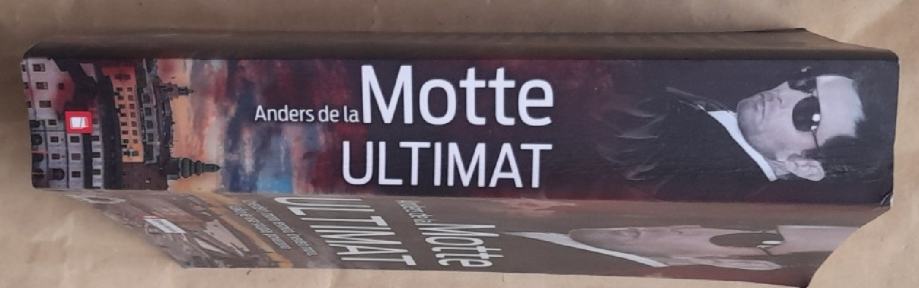 Anders de la Motte
ULTIMAT
Anders de la
Motte
ULTIMAT